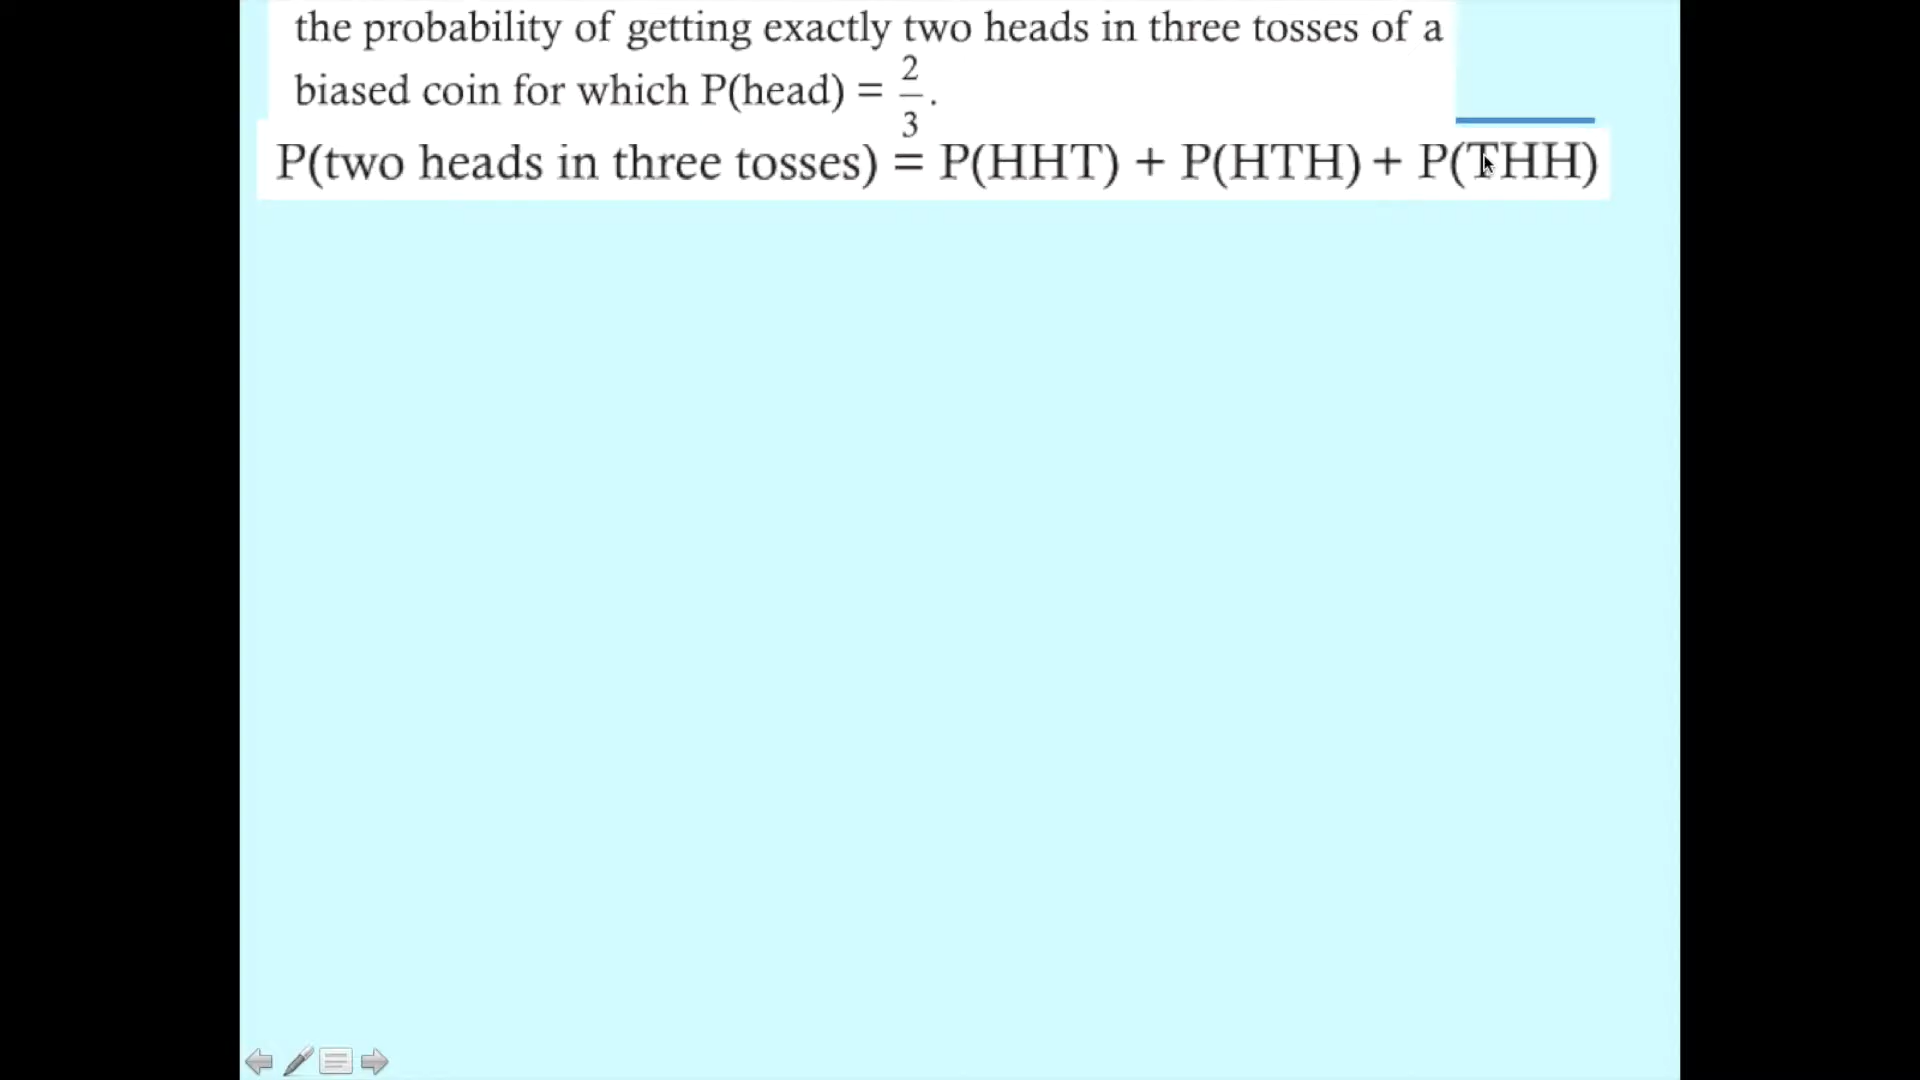 the probability of getting exactly two heads in three tosses of a
biased coin for which P(head) = 2/3.
P(two heads in three tosses) = P(HHT) + P(HTH) + P(THH)